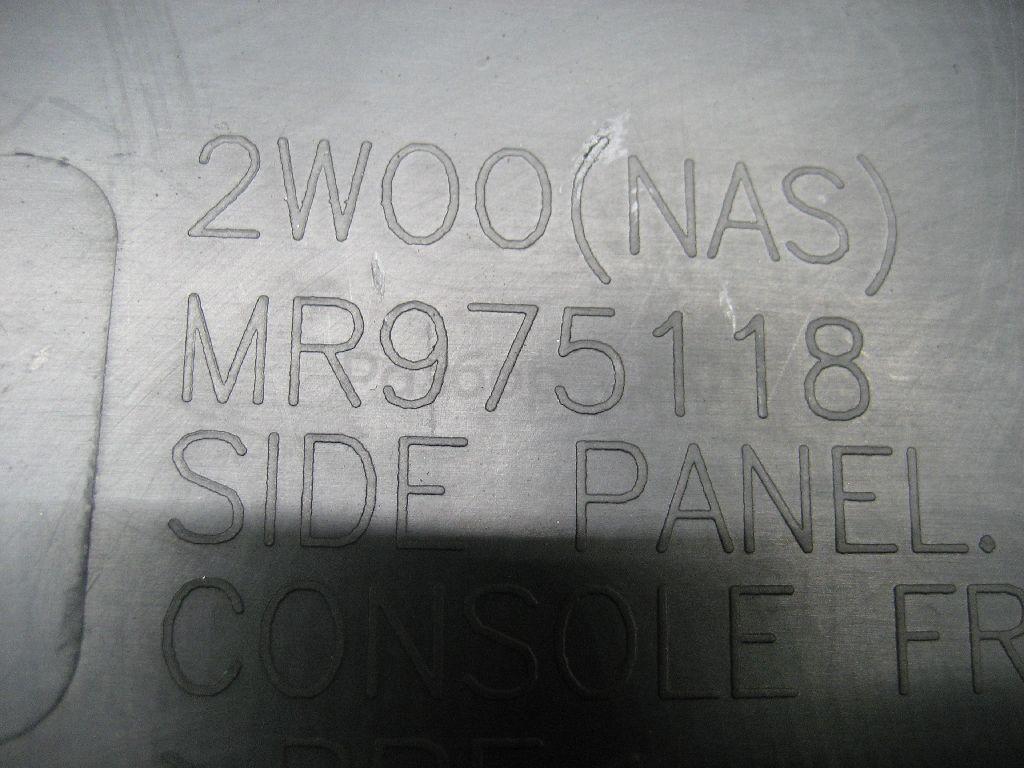 2W00(NAS)
MR975118
SIDE PANEL.
CONSOLE FR